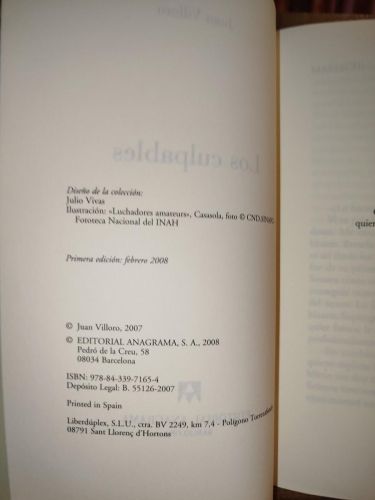 Juan Villoro
Los culpables
Diseño de la colección:
Julio Vivas
Ilustración: «Luchadores amateurs», Casasola, foto © CND.SINAFO
Fototeca Nacional del INAH
Primera edición: febrero 2008
© Juan Villoro, 2007
© EDITORIAL ANAGRAMA, S. A., 2008
Pedró de la Creu, 58
08034 Barcelona
ISBN: 978-84-339-7165-4
Depósito Legal: B. 55126-2007
Printed in Spain
Liberdúplex, S.L.U., ctra. BV 2249, km 7,4 - Polígono Torrentfondo
08791 Sant Llorenç d'Hortons
quien